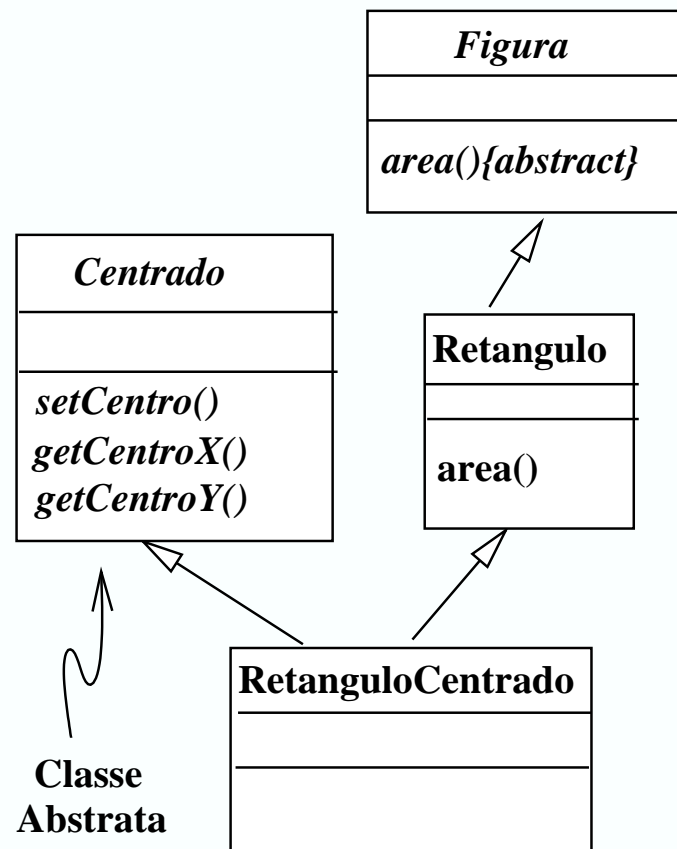 Figura
area(){abstract}
Centrado
setCentro()
getCentroX()
getCentroY()
Retangulo
area()
RetanguloCentrado
Classe
Abstrata